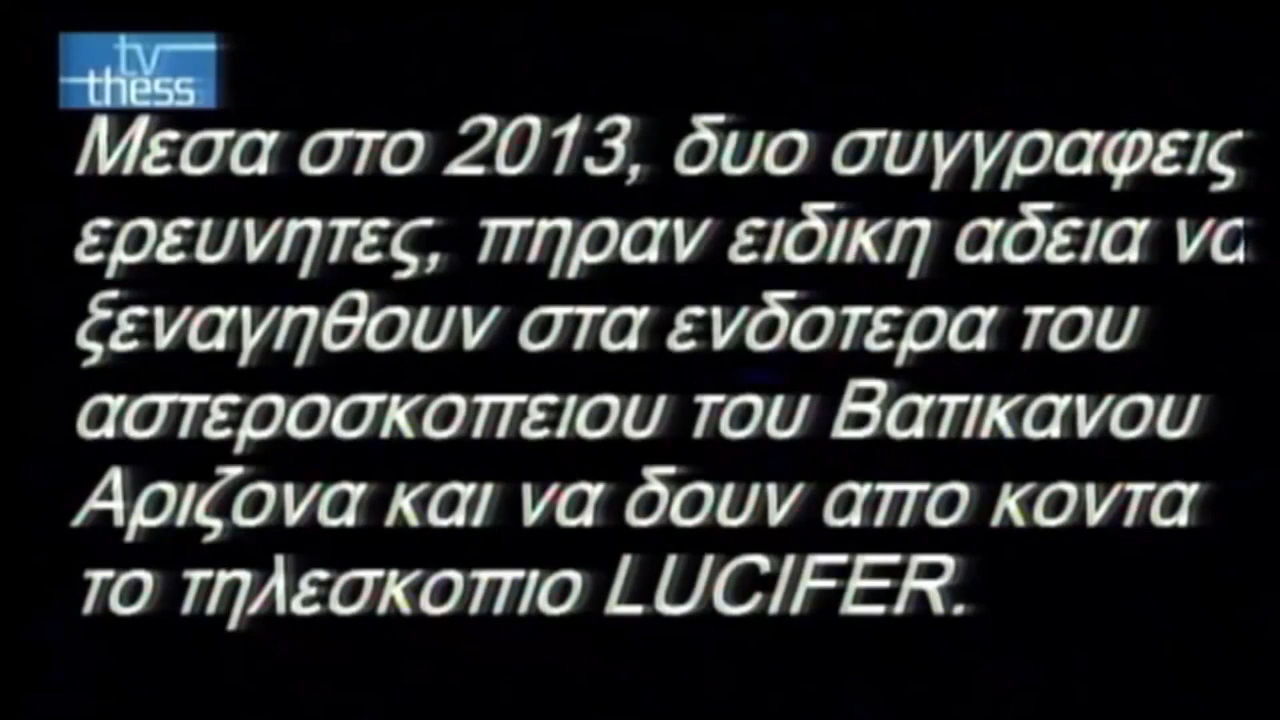 tv
thess
Μεσα στο 2013, δυο συγγραφεις
ερευνητες, πηραν ειδικη αδεια να
ξεναγηθουν στα ενδοτερα του
αστεροσκοπειου του Βατικανου
Αριζονα και να δουν απο κοντα
το τηλεσκοπιο LUCIFER.